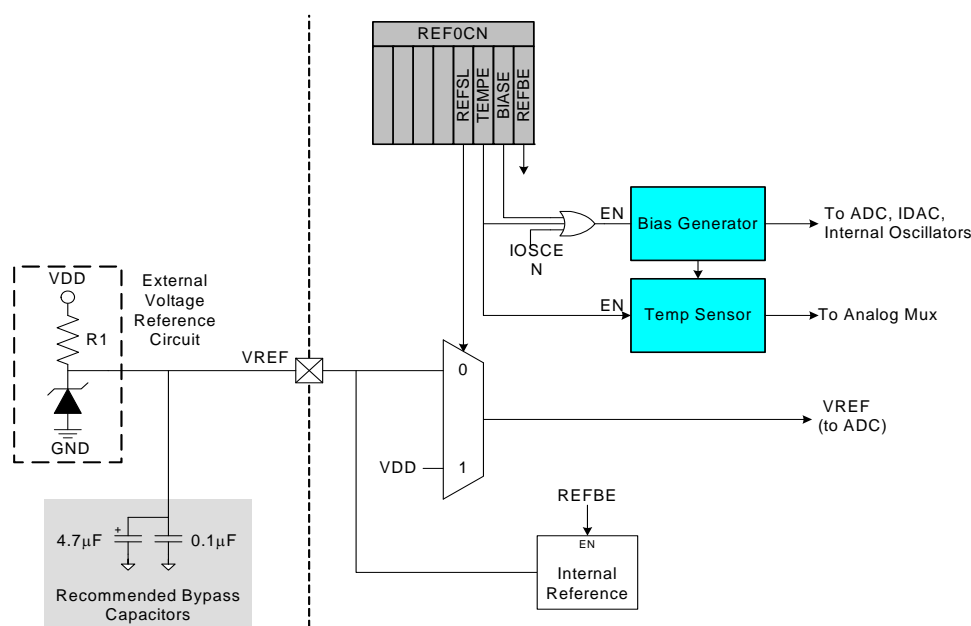 REF0CN
REFSL
TEMPE
BIASE
REFBE
EN
Bias Generator
To ADC, IDAC,
Internal Oscillators
IOSCE
N
EN
Temp Sensor
To Analog Mux
VDD
R1
GND
External
Voltage
Reference
Circuit
VREF
0
VDD
1
VREF
(to ADC)
REFBE
EN
Internal
Reference
+
4.7μF
0.1μF
Recommended Bypass
Capacitors